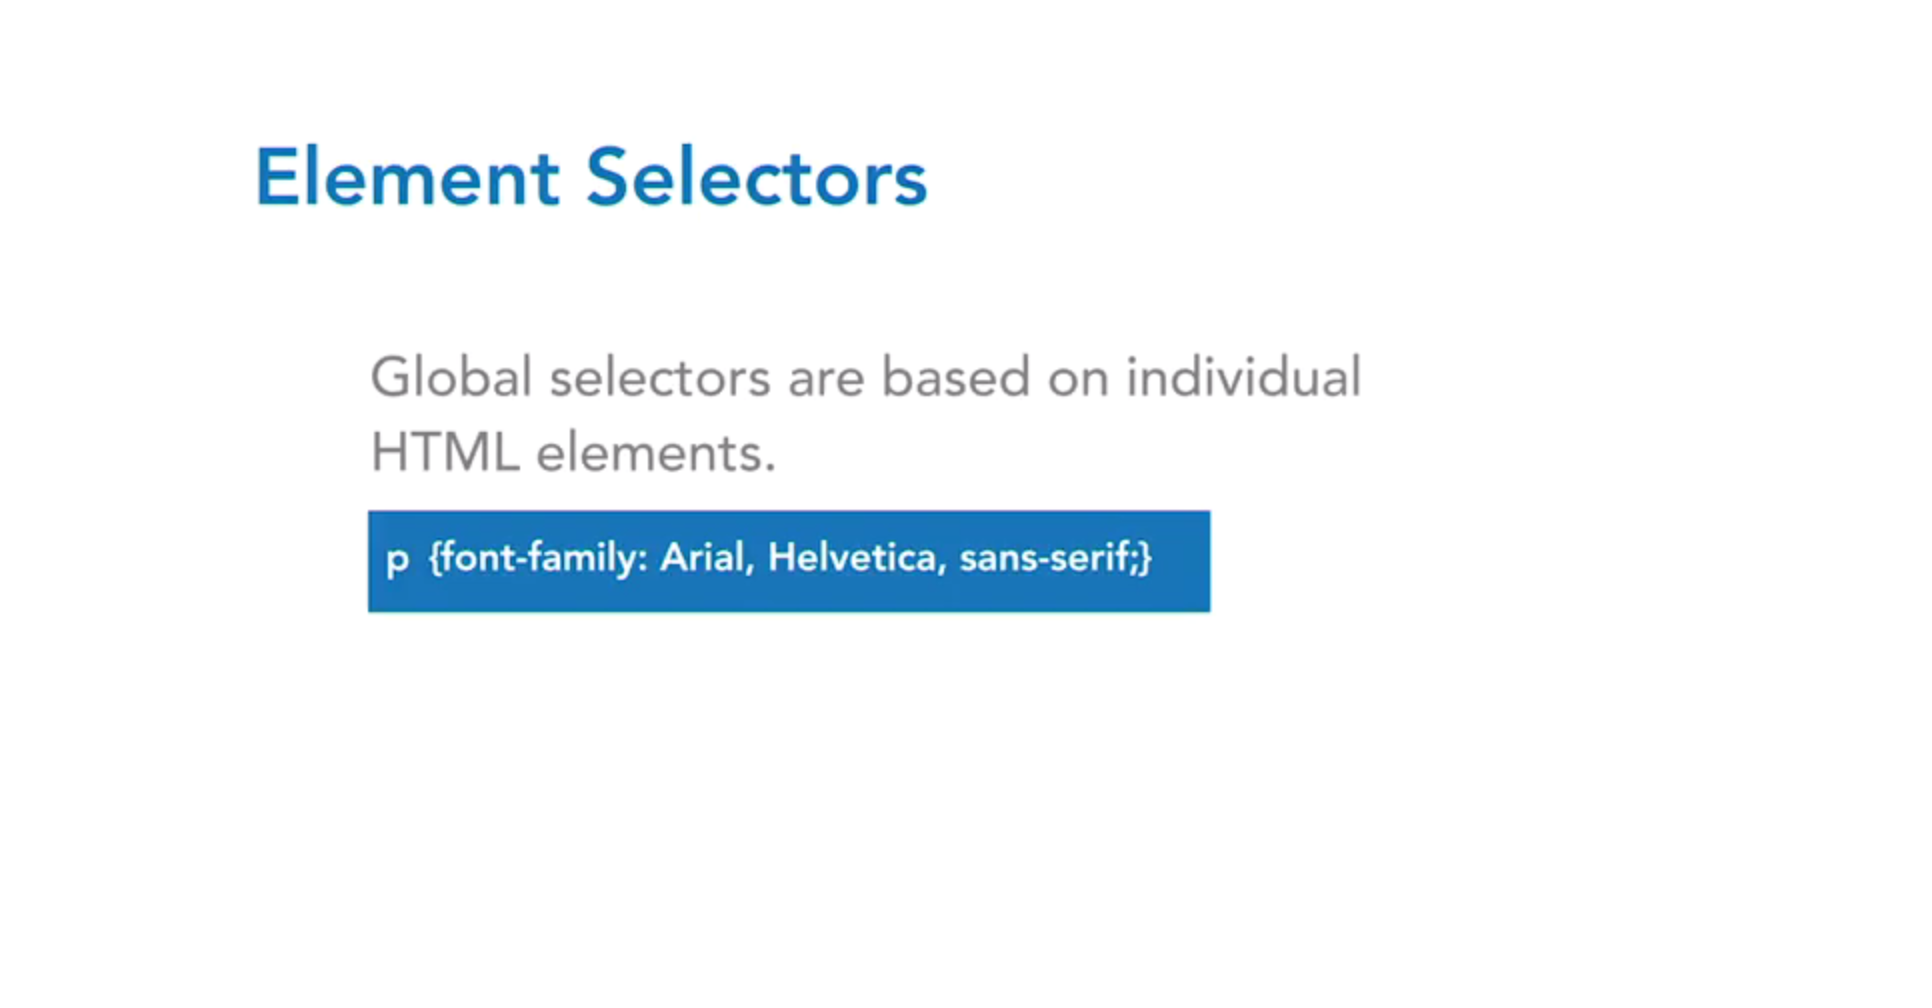 Element Selectors
Global selectors are based on individual
HTML elements.
p {font-family: Arial, Helvetica, sans-serif;}